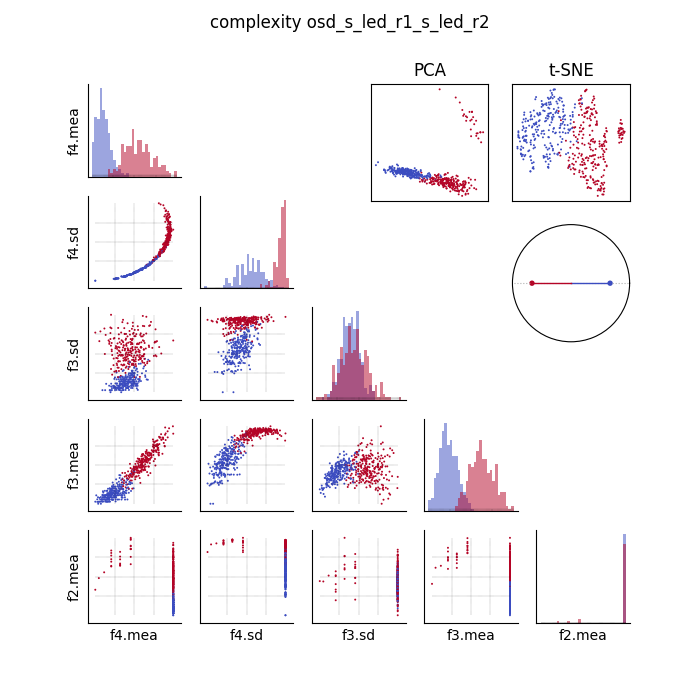 complexity osd_s_led_r1_s_led_r2
PCA
t-SNE
f4.mea
f4.sd
f3.sd
f3.mea
f2.mea
f4.mea
f4.sd
f3.sd
f3.mea
f2.mea